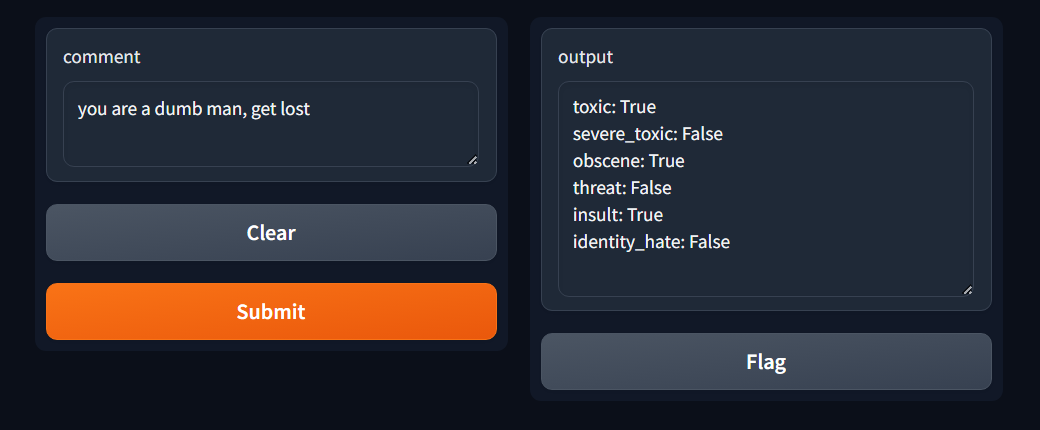 comment
you are a dumb man, get lost
Clear
Submit
output
toxic: True
severe_toxic: False
obscene: True
threat: False
insult: True
identity_hate: False
Flag